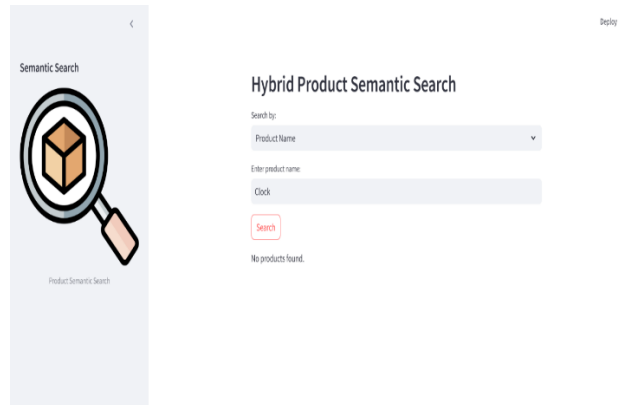 Deploy
Semantic Search
Product Semantic Search
Hybrid Product Semantic Search
Search by:
Product Name
Enter product name:
Clock
Search
No products found.